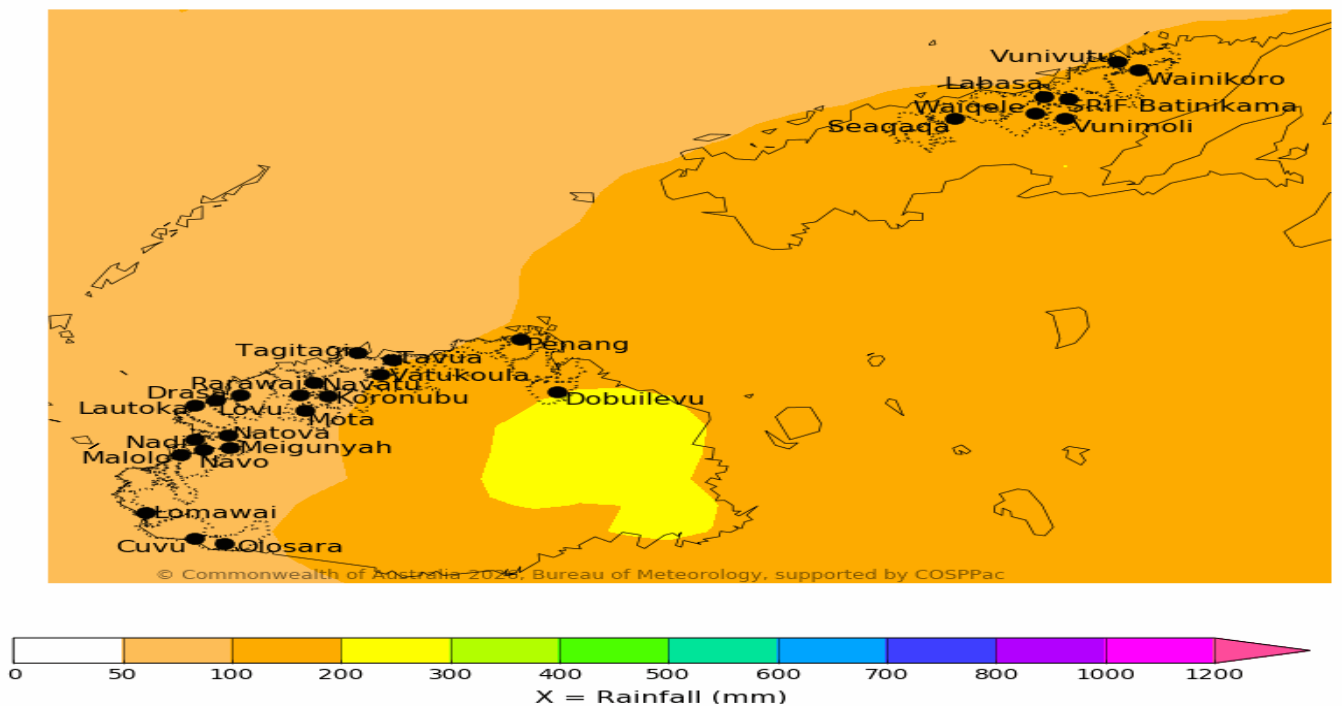 Vunivutu
Wainikoro
Labasa
SRIF Batinikama
Waiqele
Seaqaqa
Vunimoli
Tagitagi
Penang
Tavua
Vatukoula
Rarawai
Navatu
Drasa
Koronubu
Dobuilevu
Lautoka
Lovu
Mota
Natova
Nadi
Meigunyah
Malolo
Navo
Lomawai
Cuvu
Olosara
© Commonwealth of Australia 2026, Bureau of Meteorology, supported by COSPPac
0 50 100 200 300 400 500 600 700 800 1000 1200
X = Rainfall (mm)